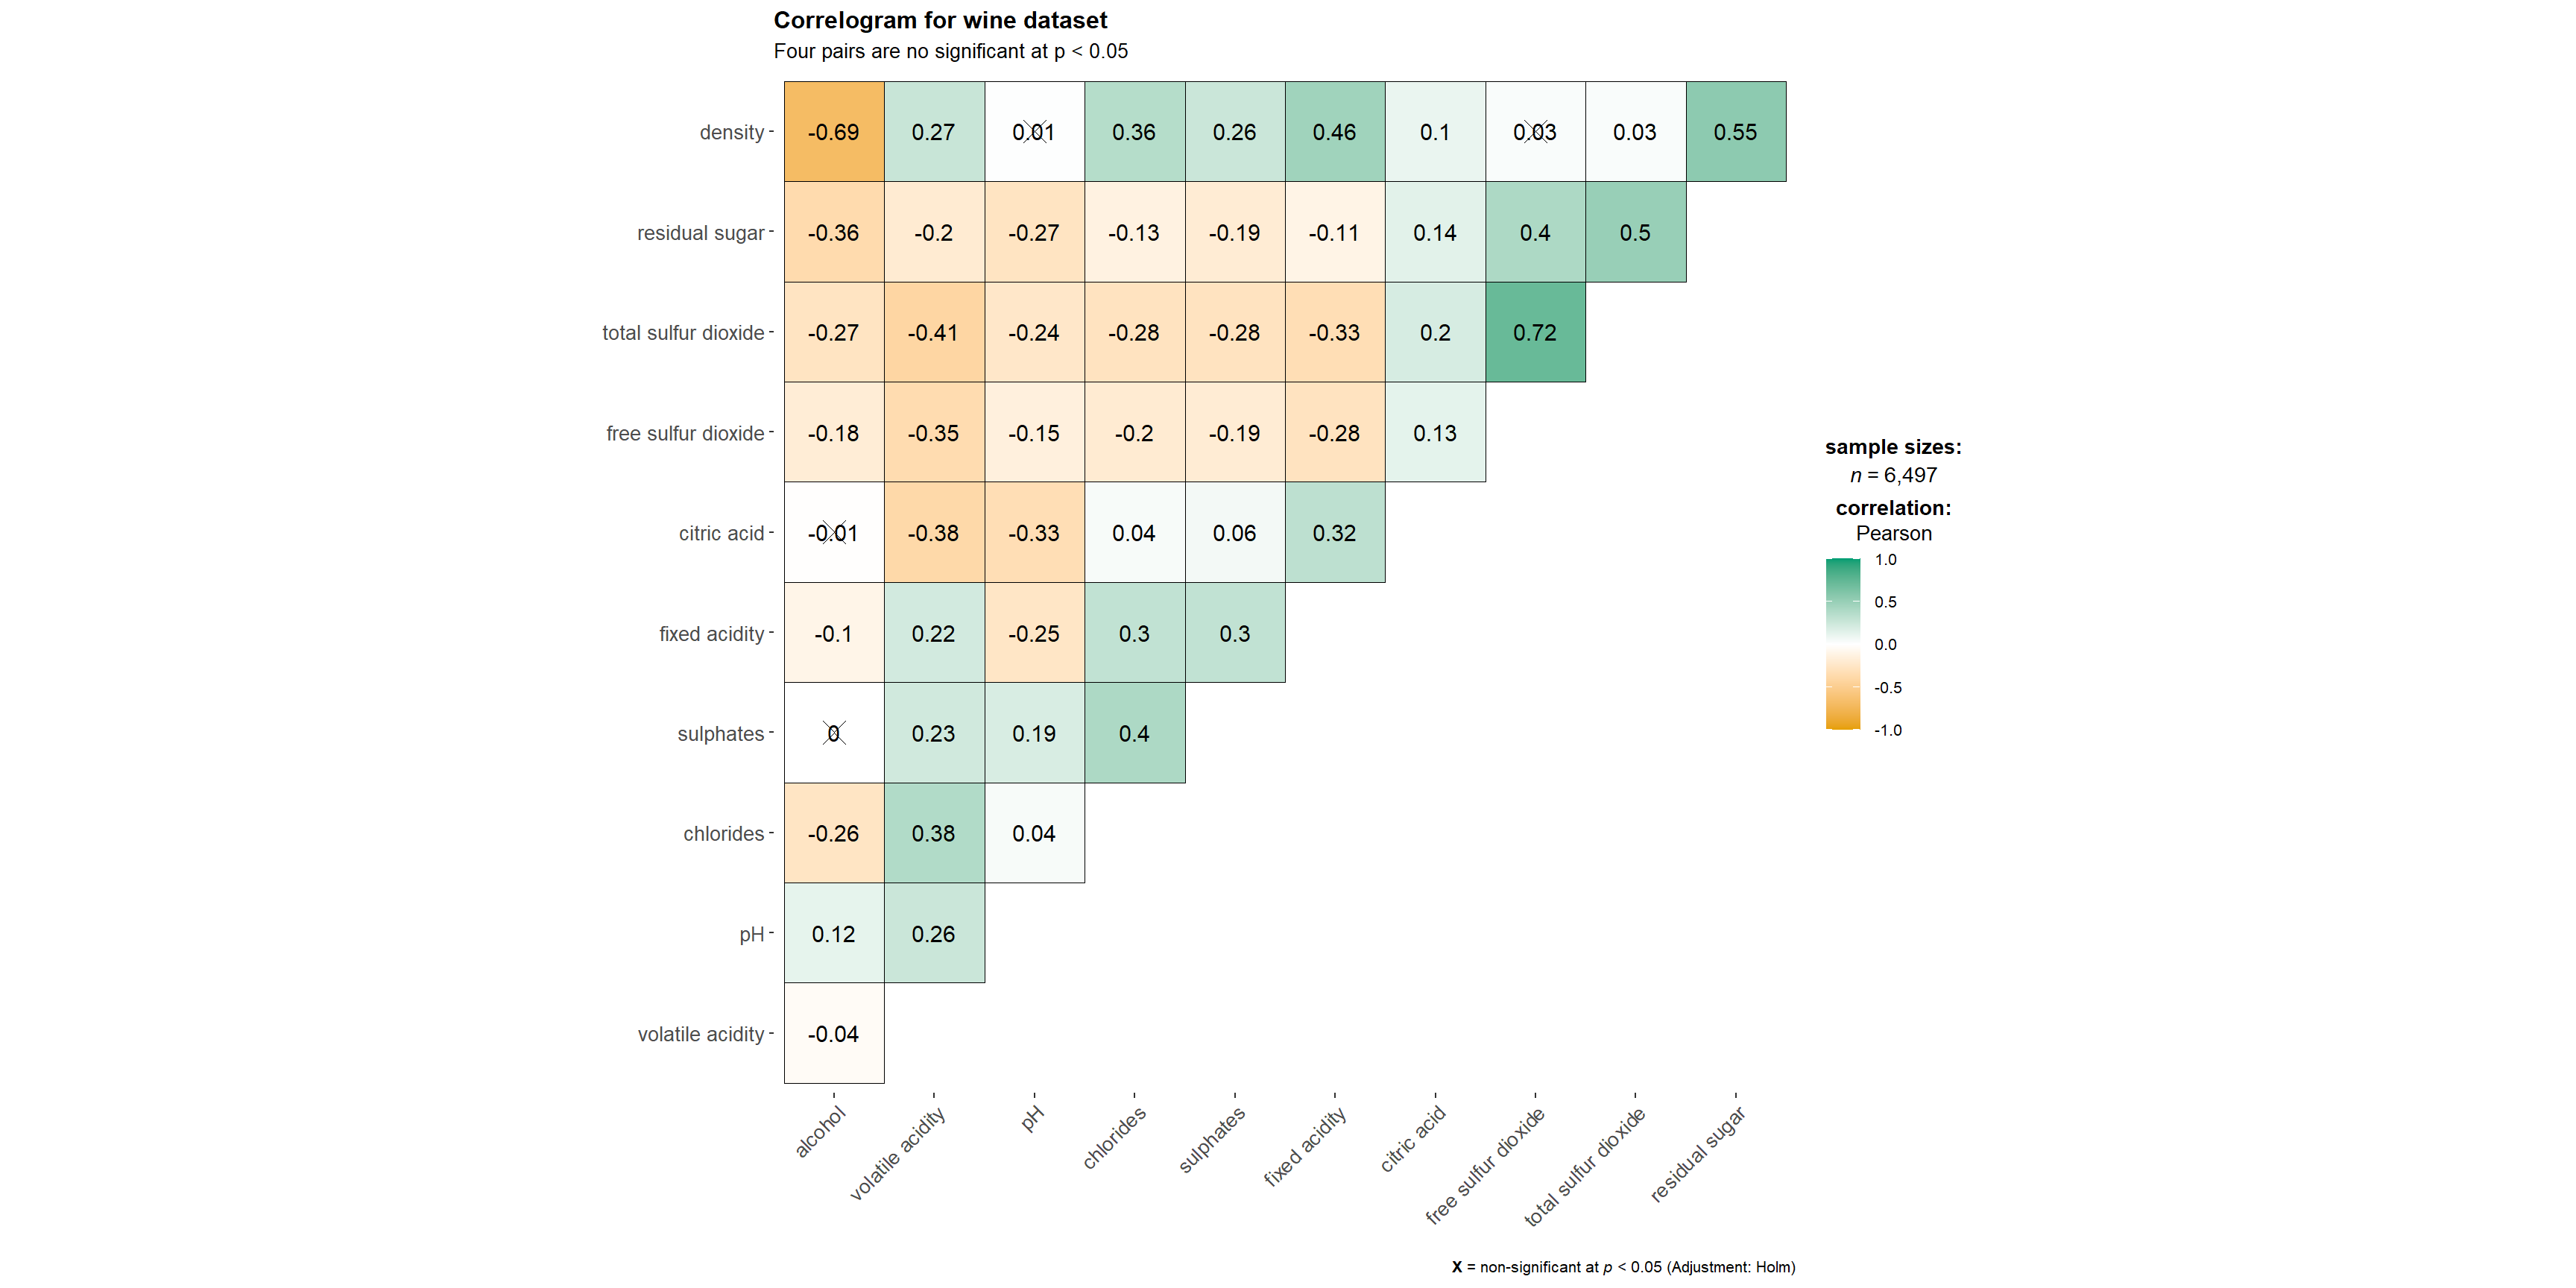 Correlogram for wine dataset
Four pairs are no significant at p < 0.05
density -0.69 0.27 0.01 0.36 0.26 0.46 0.1 0.03 0.03 0.55
residual sugar -0.36 -0.2 -0.27 -0.13 -0.19 -0.11 0.14 0.4 0.5
total sulfur dioxide -0.27 -0.41 -0.24 -0.28 -0.28 -0.33 0.2 0.72
free sulfur dioxide -0.18 -0.35 -0.15 -0.2 -0.19 -0.28 0.13
citric acid -0.01 -0.38 -0.33 0.04 0.06 0.32
fixed acidity -0.1 0.22 -0.25 0.3 0.3
sulphates 0 0.23 0.19 0.4
chlorides -0.26 0.38 0.04
pH 0.12 0.26
volatile acidity -0.04
alcohol volatile acidity pH chlorides sulphates fixed acidity citric acid free sulfur dioxide total sulfur dioxide residual sugar
sample sizes:
n = 6,497
correlation:
Pearson
1.0
0.5
0.0
-0.5
-1.0
X = non-significant at p < 0.05 (Adjustment: Holm)